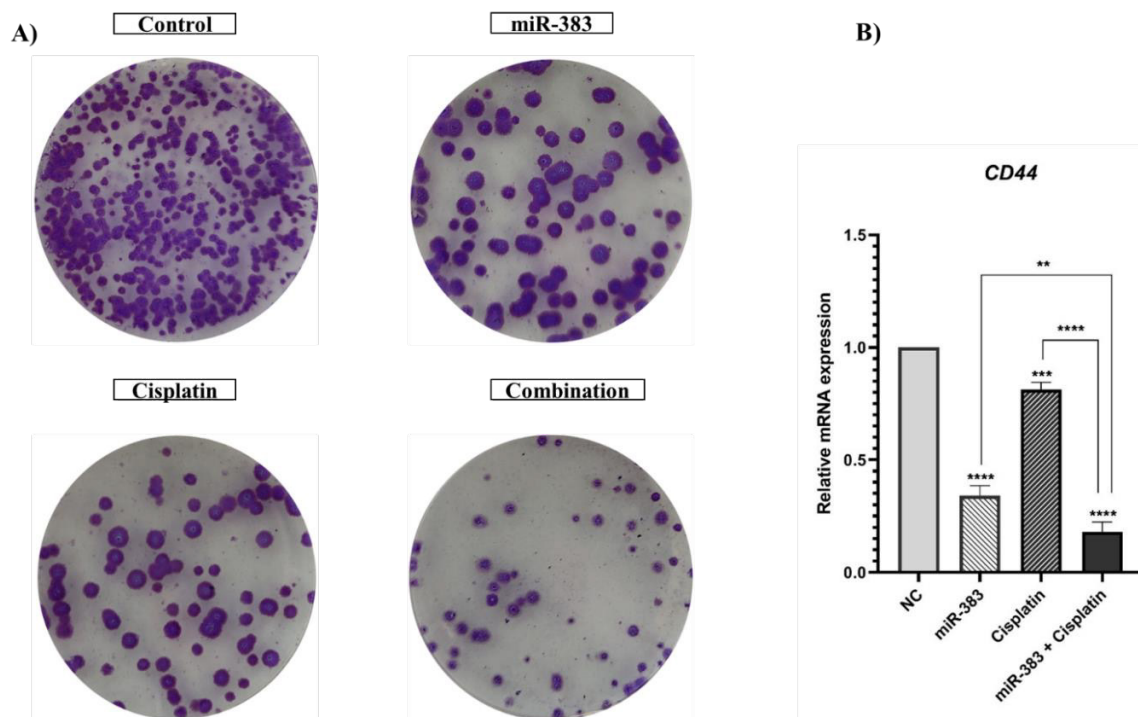 A)
Control
miR-383
Cisplatin
Combination
B)
CD44
Relative mRNA expression
1.5
1.0
0.5
0.0
**
****
***
****
****
NC
miR-383
Cisplatin
miR-383 + Cisplatin